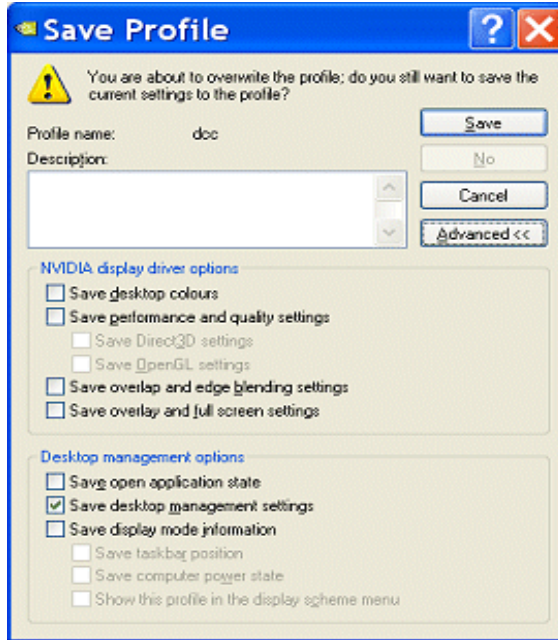 Save Profile
You are about to overwrite the profile; do you still want to save the
current settings to the profile?
Profile name: dcc
Description:
Save
No
Cancel
Advanced <<
NVIDIA display driver options
Save desktop colours
Save performance and quality settings
Save Direct3D settings
Save OpenGL settings
Save overlap and edge blending settings
Save overlay and full screen settings
Desktop management options
Save open application state
Save desktop management settings
Save display mode information
Save taskbar position
Save computer power state
Show this profile in the display scheme menu